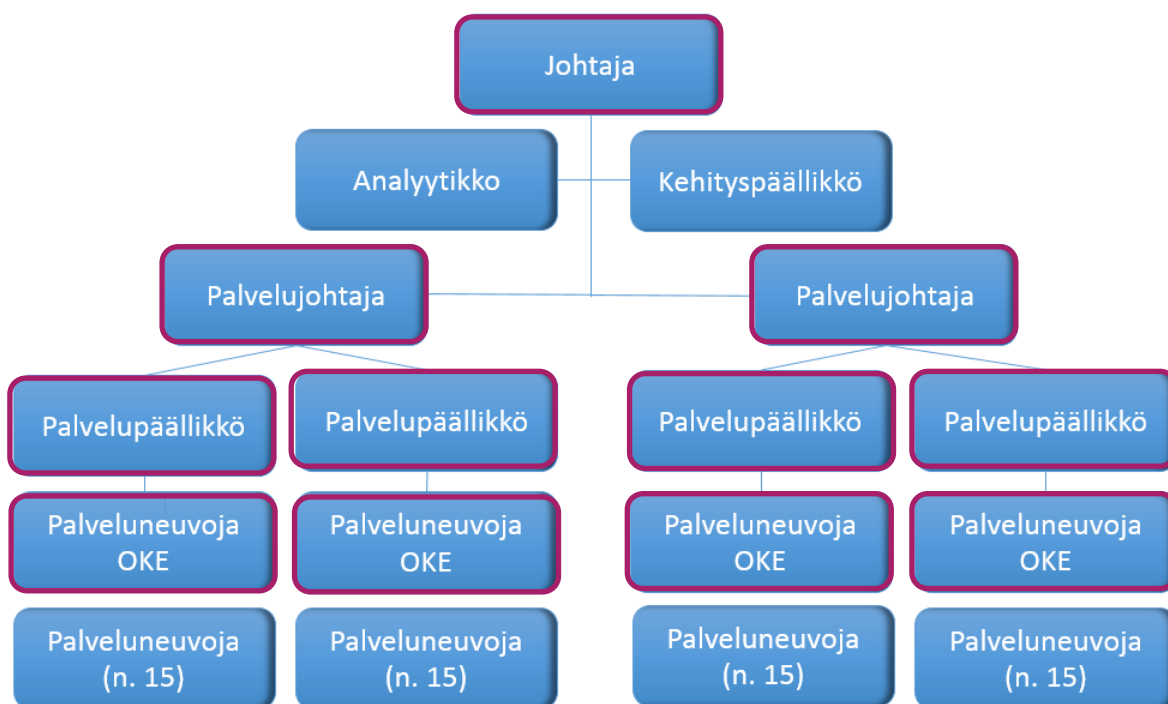 Johtaja
Analyytikko
Kehityspäällikkö
Palvelujohtaja
Palvelujohtaja
Palvelupäällikkö
Palvelupäällikkö
Palvelupäällikkö
Palvelupäällikkö
Palveluneuvoja
OKE
Palveluneuvoja
OKE
Palveluneuvoja
OKE
Palveluneuvoja
OKE
Palveluneuvoja
(n. 15)
Palveluneuvoja
(n. 15)
Palveluneuvoja
(n. 15)
Palveluneuvoja
(n. 15)